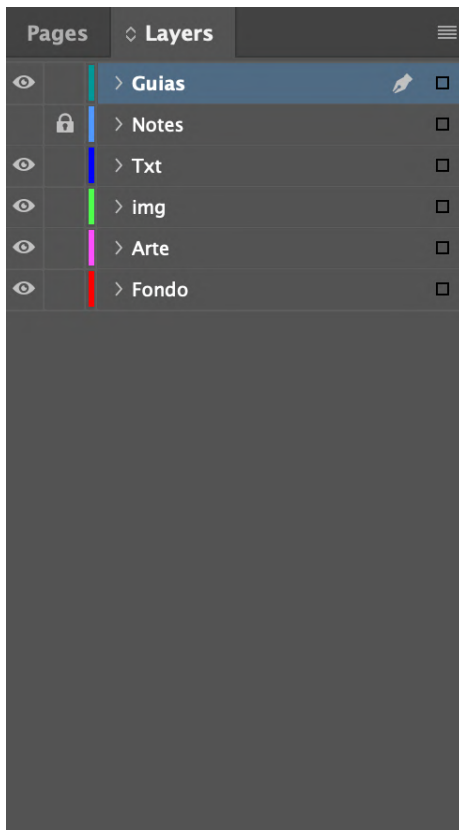 Pages Layers
Guias
Notes
Txt
img
Arte
Fondo